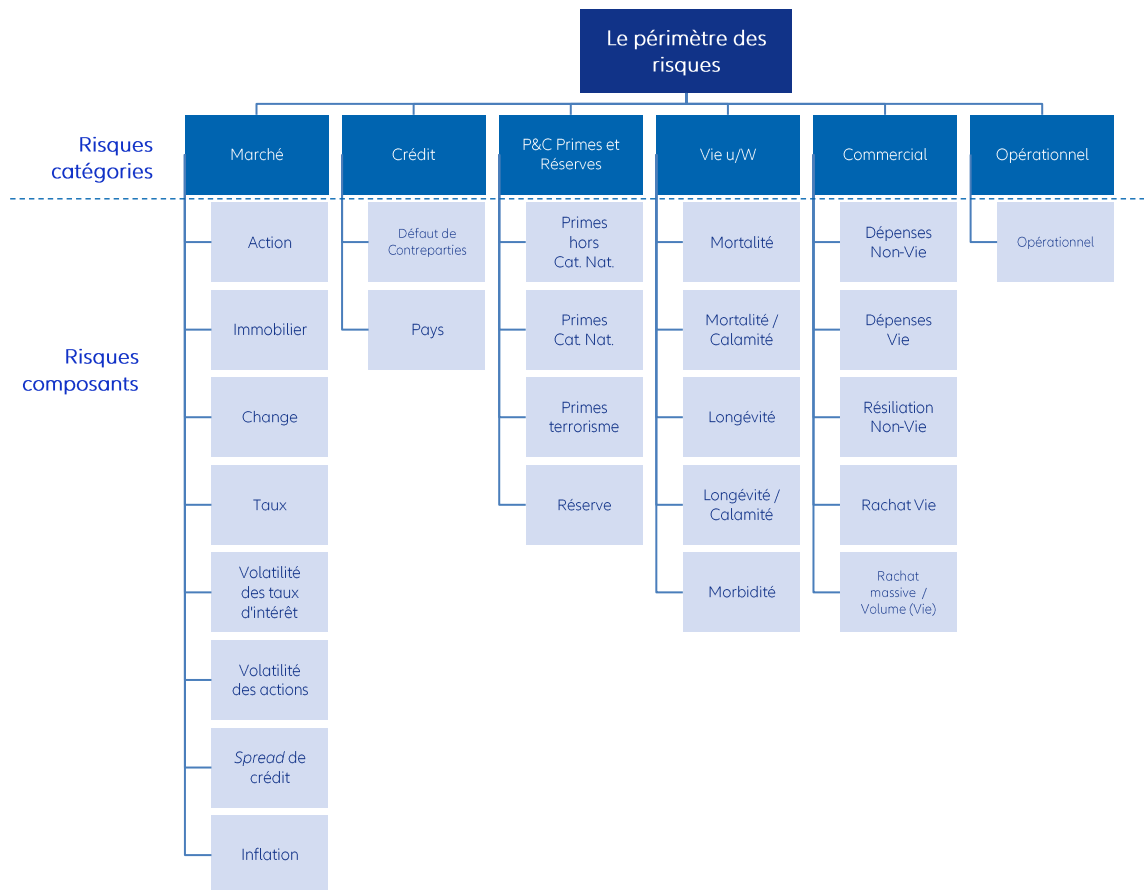 Le périmètre des
risques
Risques
catégories
Marché
Crédit
P&C Primes et
Réserves
Vie u/W
Commercial
Opérationnel
Risques
composants
Action
Immobilier
Change
Taux
Volatilité
des taux
d'intérêt
Volatilité
des actions
Spread de
crédit
Inflation
Défaut de
Contreparties
Pays
Primes
hors
Cat. Nat.
Primes
Cat. Nat.
Primes
terrorisme
Réserve
Mortalité
Mortalité /
Calamité
Longévité
Longévité /
Calamité
Morbidité
Dépenses
Non-Vie
Dépenses
Vie
Résiliation
Non-Vie
Rachat Vie
Rachat
massive /
Volume (Vie)
Opérationnel